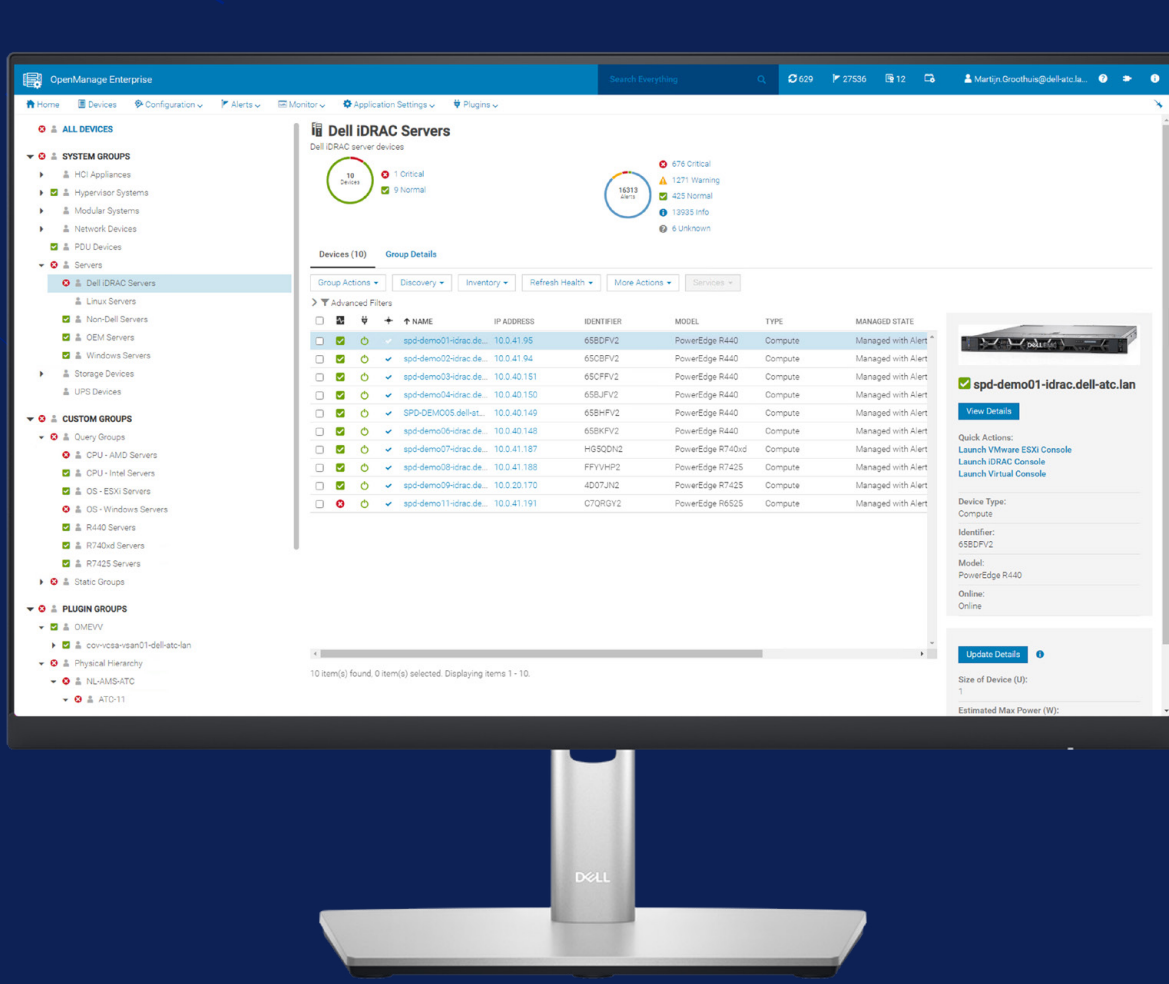 OpenManage Enterprise
Search Everything
629
27536
12
Martijn.Groothuis@dell-atc.la...
Home Devices Configuration Alerts Monitor Application Settings Plugins
ALL DEVICES
SYSTEM GROUPS
HCI Appliances
Hypervisor Systems
Modular Systems
Network Devices
PDU Devices
Servers
Dell iDRAC Servers
Linux Servers
Non-Dell Servers
OEM Servers
Windows Servers
Storage Devices
UPS Devices
CUSTOM GROUPS
Query Groups
CPU - AMD Servers
CPU - Intel Servers
OS - ESXi Servers
OS - Windows Servers
R440 Servers
R740xd Servers
R7425 Servers
Static Groups
PLUGIN GROUPS
OMEVV
cov-vcsa-vsan01-dell-atc-lan
Physical Hierarchy
NL-AMS-ATC
ATC-11
Dell iDRAC Servers
Dell iDRAC server devices
10
Devices
1 Critical
9 Normal
16313
Alerts
676 Critical
1271 Warning
425 Normal
13935 Info
6 Unknown
Devices (10) Group Details
Group Actions Discovery Inventory Refresh Health More Actions Services
Advanced Filters
NAME IP ADDRESS IDENTIFIER MODEL TYPE MANAGED STATE
spd-demo01-idrac.de... 10.0.41.95 65BDFV2 PowerEdge R440 Compute Managed with Alert
spd-demo02-idrac.de... 10.0.41.94 65CBFV2 PowerEdge R440 Compute Managed with Alert
spd-demo03-idrac.de... 10.0.40.151 65CFFV2 PowerEdge R440 Compute Managed with Alert
spd-demo04-idrac.de... 10.0.40.150 65BJFV2 PowerEdge R440 Compute Managed with Alert
SPD-DEMO05.dell-at... 10.0.40.149 65BHFV2 PowerEdge R440 Compute Managed with Alert
spd-demo06-idrac.de... 10.0.40.148 65BKFV2 PowerEdge R440 Compute Managed with Alert
spd-demo07-idrac.de... 10.0.41.187 HG5QDN2 PowerEdge R740xd Compute Managed with Alert
spd-demo08-idrac.de... 10.0.41.188 FFYVHP2 PowerEdge R7425 Compute Managed with Alert
spd-demo09-idrac.de... 10.0.20.170 4D07JN2 PowerEdge R7425 Compute Managed with Alert
spd-demo11-idrac.de... 10.0.41.191 C7QRGY2 PowerEdge R6525 Compute Managed with Alert
10 item(s) found, 0 item(s) selected. Displaying items 1 - 10.
DELL
spd-demo01-idrac.dell-atc.lan
View Details
Quick Actions:
Launch VMware ESXi Console
Launch iDRAC Console
Launch Virtual Console
Device Type:
Compute
Identifier:
65BDFV2
Model:
PowerEdge R440
Online:
Online
Update Details
Size of Device (U):
1
Estimated Max Power (W):
DELL